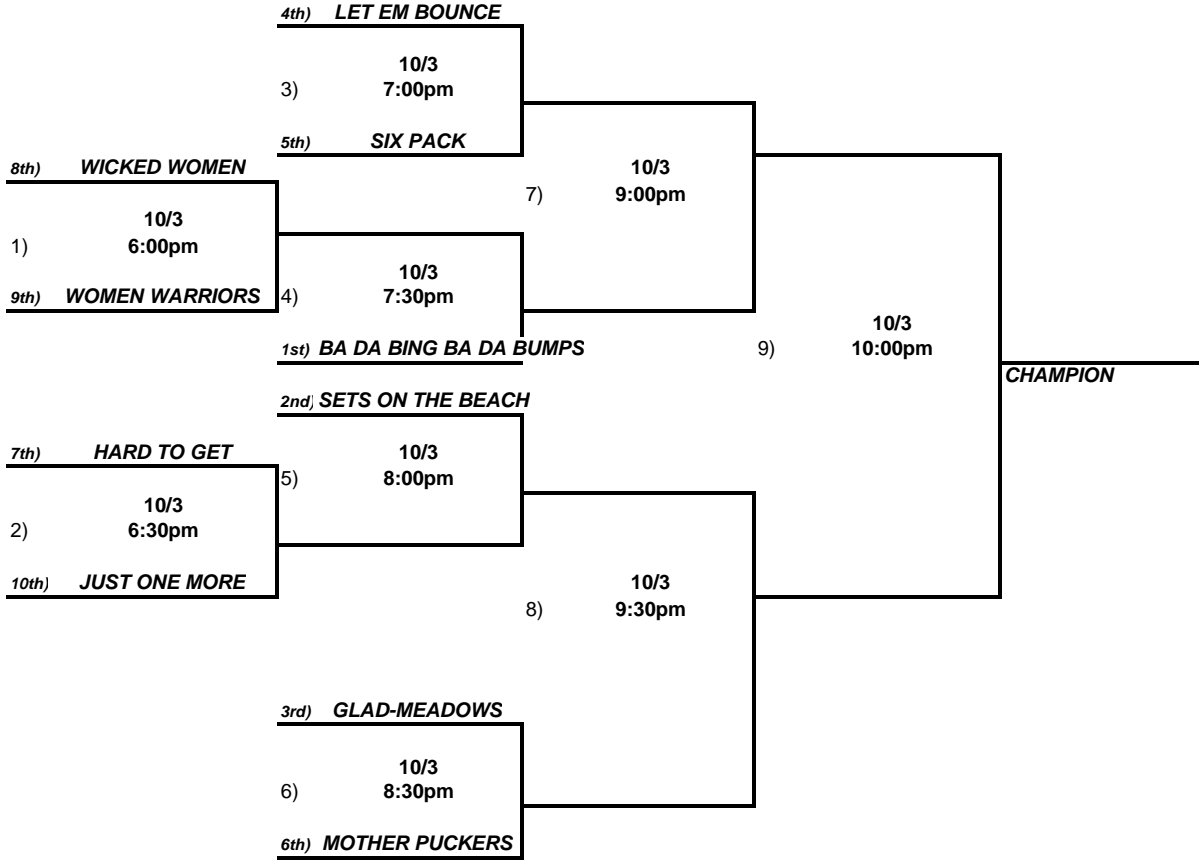 4th) LET EM BOUNCE
10/3
3) 7:00pm
5th) SIX PACK
8th) WICKED WOMEN
10/3
7) 9:00pm
10/3
1) 6:00pm
10/3
9th) WOMEN WARRIORS 4) 7:30pm
10/3
1st) BA DA BING BA DA BUMPS 9) 10:00pm
CHAMPION
2nd) SETS ON THE BEACH
7th) HARD TO GET
10/3
5) 8:00pm
10/3
2) 6:30pm
10th) JUST ONE MORE
10/3
8) 9:30pm
3rd) GLAD-MEADOWS
10/3
6) 8:30pm
6th) MOTHER PUCKERS